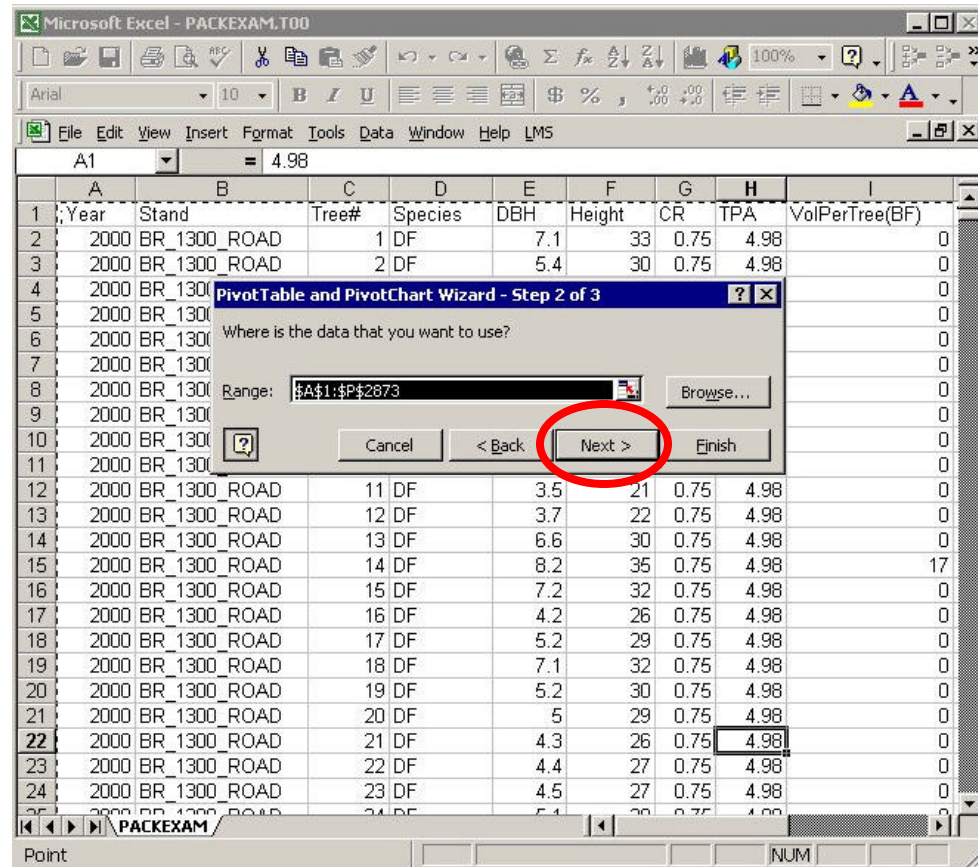 Microsoft Excel - PACKEXAM.T00
100%
Arial 10 B I U $ % ,
File Edit View Insert Format Tools Data Window Help LMS
A1 = 4.98
A B C D E F G H I
1 ; Year Stand Tree# Species DBH Height CR TPA VolPerTree(BF)
2 2000 BR_1300_ROAD 1 DF 7.1 33 0.75 4.98 0
3 2000 BR_1300_ROAD 2 DF 5.4 30 0.75 4.98 0
4 2000 BR_130 0
PivotTable and PivotChart Wizard - Step 2 of 3
5 2000 BR_130 0
Where is the data that you want to use?
6 2000 BR_130 0
7 2000 BR_130 0
8 2000 BR_130 0
Range: $A$1:$P$2873 Browse...
9 2000 BR_130 0
10 2000 BR_130 0
Cancel < Back Next > Finish
11 2000 BR_130 0
12 2000 BR_1300_ROAD 11 DF 3.5 21 0.75 4.98 0
13 2000 BR_1300_ROAD 12 DF 3.7 22 0.75 4.98 0
14 2000 BR_1300_ROAD 13 DF 6.6 30 0.75 4.98 0
15 2000 BR_1300_ROAD 14 DF 8.2 35 0.75 4.98 17
16 2000 BR_1300_ROAD 15 DF 7.2 32 0.75 4.98 0
17 2000 BR_1300_ROAD 16 DF 4.2 26 0.75 4.98 0
18 2000 BR_1300_ROAD 17 DF 5.2 29 0.75 4.98 0
19 2000 BR_1300_ROAD 18 DF 7.1 32 0.75 4.98 0
20 2000 BR_1300_ROAD 19 DF 5.2 30 0.75 4.98 0
21 2000 BR_1300_ROAD 20 DF 5 29 0.75 4.98 0
22 2000 BR_1300_ROAD 21 DF 4.3 26 0.75 4.98 0
23 2000 BR_1300_ROAD 22 DF 4.4 27 0.75 4.98 0
24 2000 BR_1300_ROAD 23 DF 4.5 27 0.75 4.98 0
PACKEXAM
Point NUM